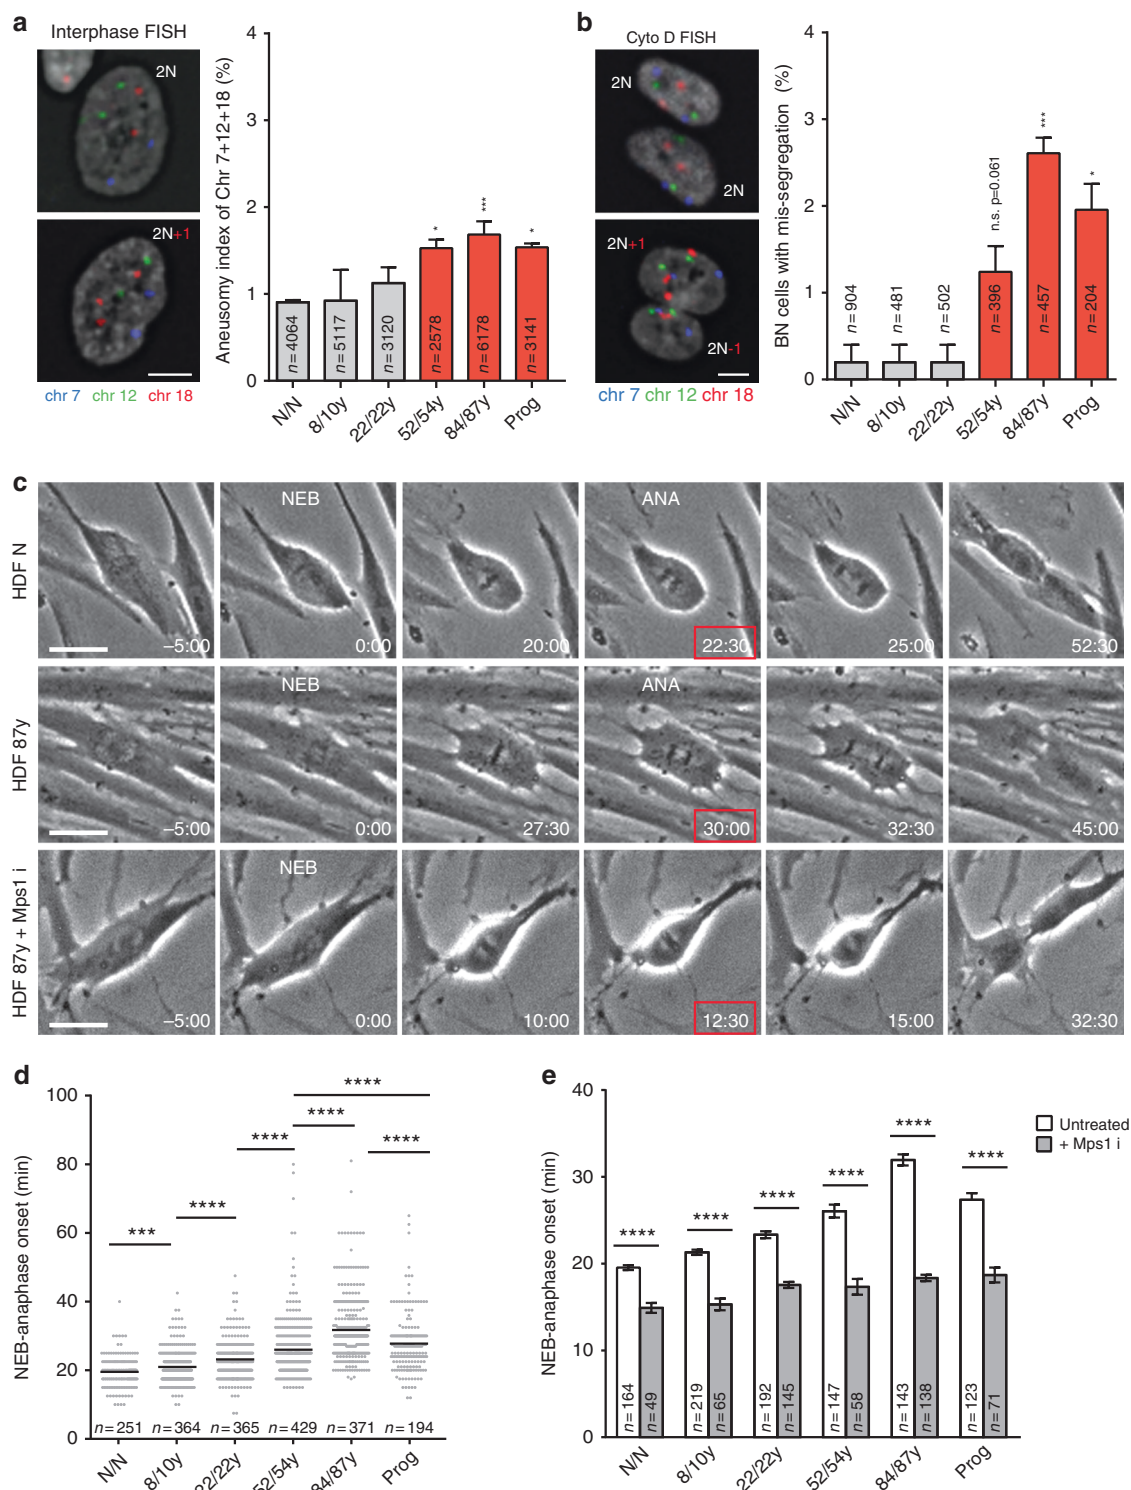 a
Interphase FISH
2N
2N+1
chr 7 chr 12 chr 18
Aneusomy index of Chr 7+12+18 (%)
4
3
2
1
0
n=4064
n=5117
n=3120
n=2578
n=6178
n=3141
*
***
*
N/N
8/10y
22/22y
52/54y
84/87y
Prog
b
Cyto D FISH
2N
2N
2N+1
2N-1
chr 7 chr 12 chr 18
BN cells with mis-segregation (%)
4
3
2
1
0
n=904
n=481
n=502
n=396
n=457
n=204
n.s. p=0.061
***
*
N/N
8/10y
22/22y
52/54y
84/87y
Prog
c
HDF N
–5:00
NEB
0:00
20:00
ANA
22:30
25:00
52:30
HDF 87y
–5:00
NEB
0:00
27:30
ANA
30:00
32:30
45:00
HDF 87y + Mps1 i
–5:00
NEB
0:00
10:00
12:30
15:00
32:30
d
NEB-anaphase onset (min)
100
80
60
40
20
0
***
****
****
****
****
****
n=251 n=364 n=365 n=429 n=371 n=194
N/N
8/10y
22/22y
52/54y
84/87y
Prog
e
NEB-anaphase onset (min)
40
30
20
10
0
Untreated
+ Mps1 i
****
****
****
****
****
****
n=164
n=49
n=219
n=65
n=192
n=145
n=147
n=58
n=143
n=138
n=123
n=71
N/N
8/10y
22/22y
52/54y
84/87y
Prog